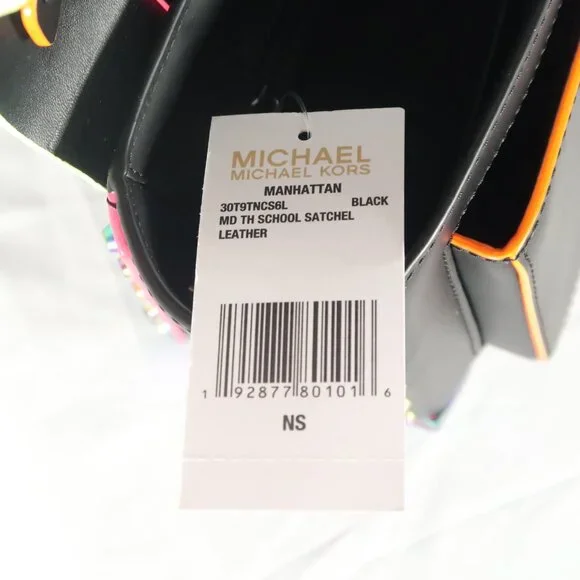 MICHAEL
MICHAEL KORS
MANHATTAN
30T9TNCS6L BLACK
MD TH SCHOOL SATCHEL
LEATHER
1 92877 80101 6
NS